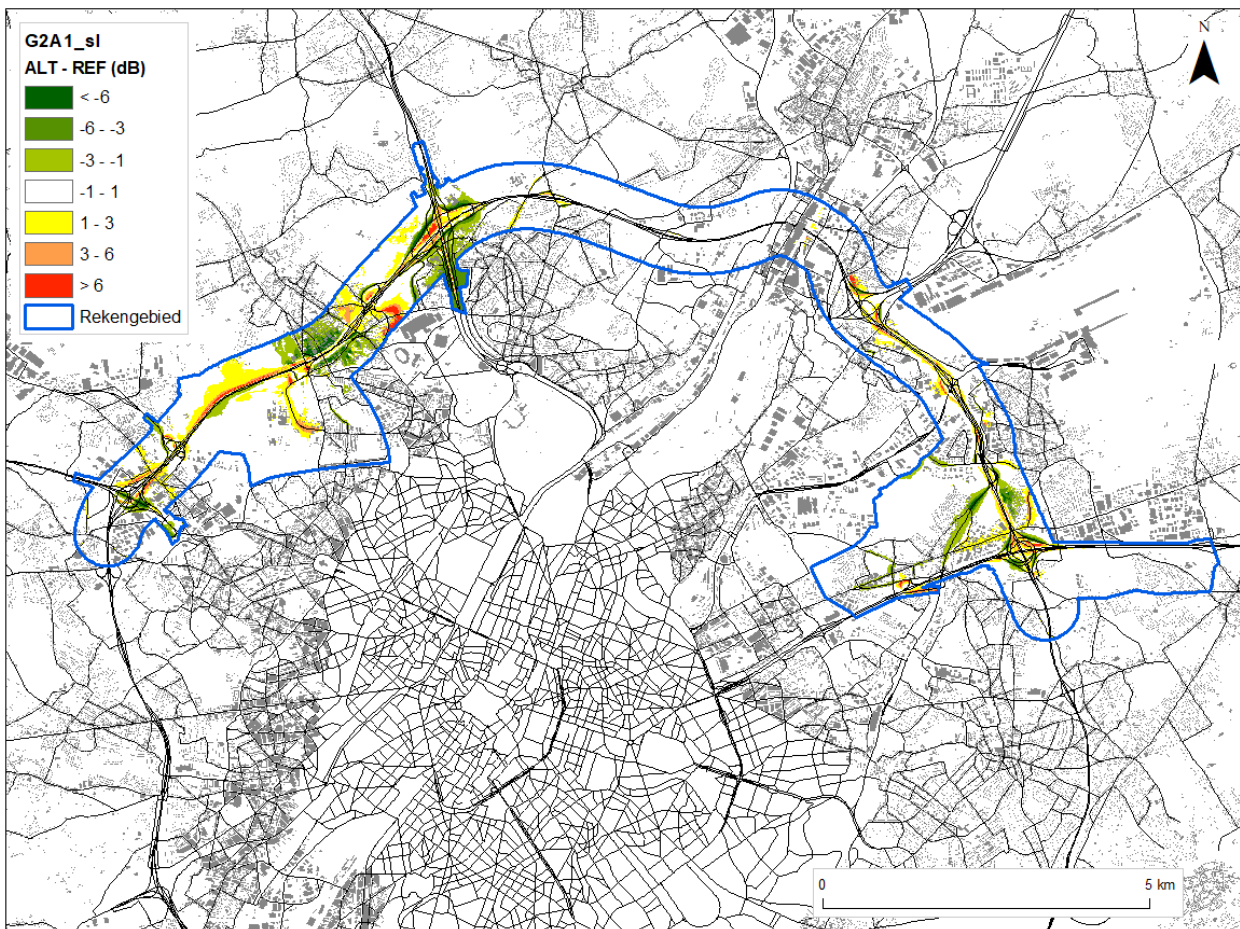 G2A1_sl
ALT - REF (dB)
< -6
-6 - -3
-3 - -1
-1 - 1
1 - 3
3 - 6
> 6
Rekengebied
N
0 5 km